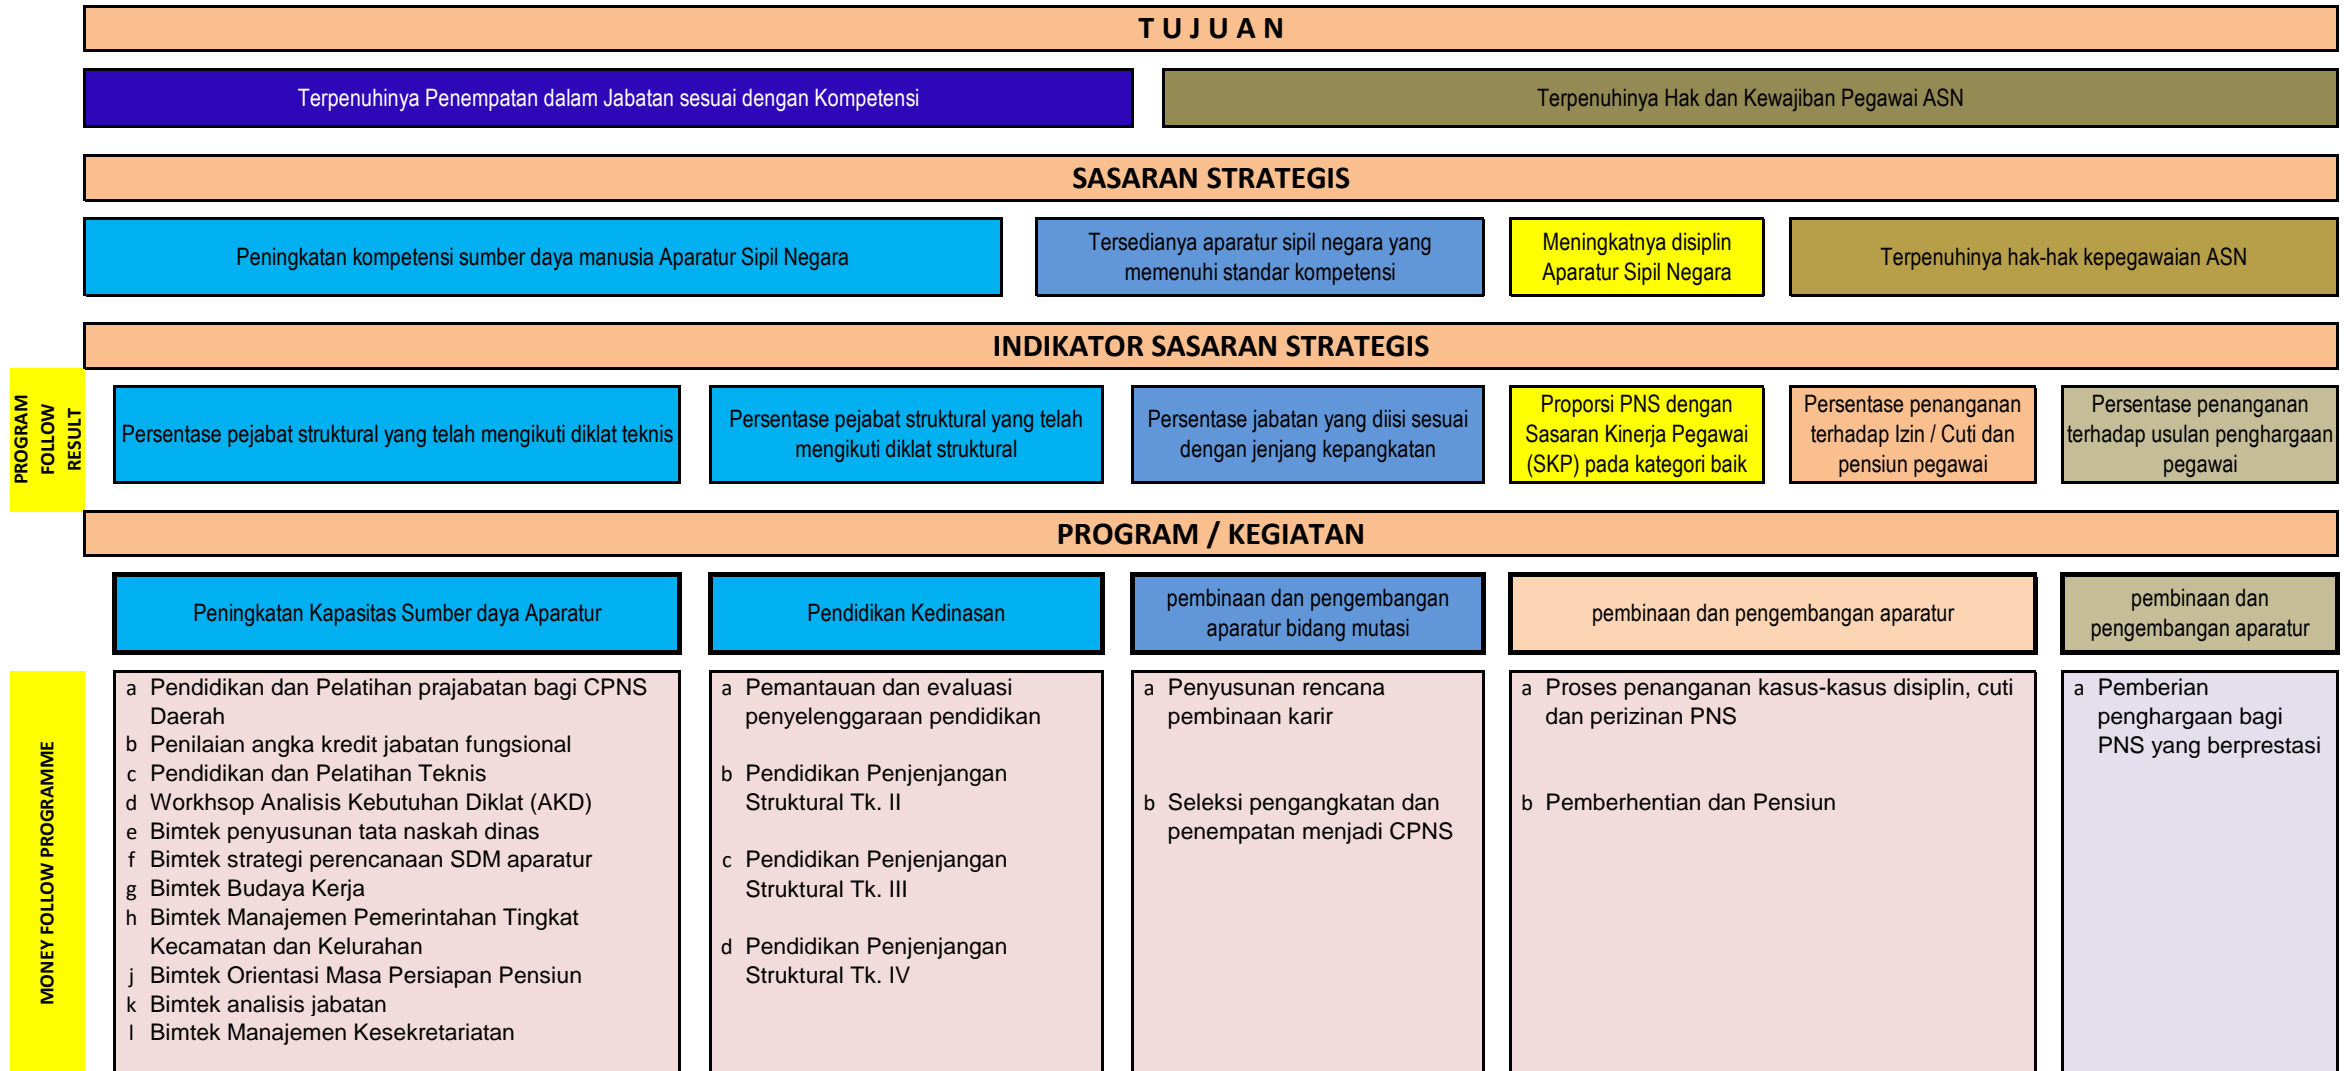 T U J U A N
Terpenuhinya Penempatan dalam Jabatan sesuai dengan Kompetensi
Terpenuhinya Hak dan Kewajiban Pegawai ASN
SASARAN STRATEGIS
Peningkatan kompetensi sumber daya manusia Aparatur Sipil Negara
Tersedianya aparatur sipil negara yang
memenuhi standar kompetensi
Meningkatnya disiplin
Aparatur Sipil Negara
Terpenuhinya hak-hak kepegawaian ASN
INDIKATOR SASARAN STRATEGIS
PROGRAM
FOLLOW
RESULT
Persentase pejabat struktural yang telah mengikuti diklat teknis
Persentase pejabat struktural yang telah
mengikuti diklat struktural
Persentase jabatan yang diisi sesuai
dengan jenjang kepangkatan
Proporsi PNS dengan
Sasaran Kinerja Pegawai
(SKP) pada kategori baik
Persentase penanganan
terhadap Izin / Cuti dan
pensiun pegawai
Persentase penanganan
terhadap usulan penghargaan
pegawai
PROGRAM / KEGIATAN
Peningkatan Kapasitas Sumber daya Aparatur
Pendidikan Kedinasan
pembinaan dan pengembangan
aparatur bidang mutasi
pembinaan dan pengembangan aparatur
pembinaan dan
pengembangan aparatur
MONEY FOLLOW PROGRAMME
a Pendidikan dan Pelatihan prajabatan bagi CPNS
Daerah
b Penilaian angka kredit jabatan fungsional
c Pendidikan dan Pelatihan Teknis
d Workhsop Analisis Kebutuhan Diklat (AKD)
e Bimtek penyusunan tata naskah dinas
f Bimtek strategi perencanaan SDM aparatur
g Bimtek Budaya Kerja
h Bimtek Manajemen Pemerintahan Tingkat
Kecamatan dan Kelurahan
j Bimtek Orientasi Masa Persiapan Pensiun
k Bimtek analisis jabatan
l Bimtek Manajemen Kesekretariatan
a Pemantauan dan evaluasi
penyelenggaraan pendidikan
b Pendidikan Penjenjangan
Struktural Tk. II
c Pendidikan Penjenjangan
Struktural Tk. III
d Pendidikan Penjenjangan
Struktural Tk. IV
a Penyusunan rencana
pembinaan karir
b Seleksi pengangkatan dan
penempatan menjadi CPNS
a Proses penanganan kasus-kasus disiplin, cuti
dan perizinan PNS
b Pemberhentian dan Pensiun
a Pemberian
penghargaan bagi
PNS yang berprestasi